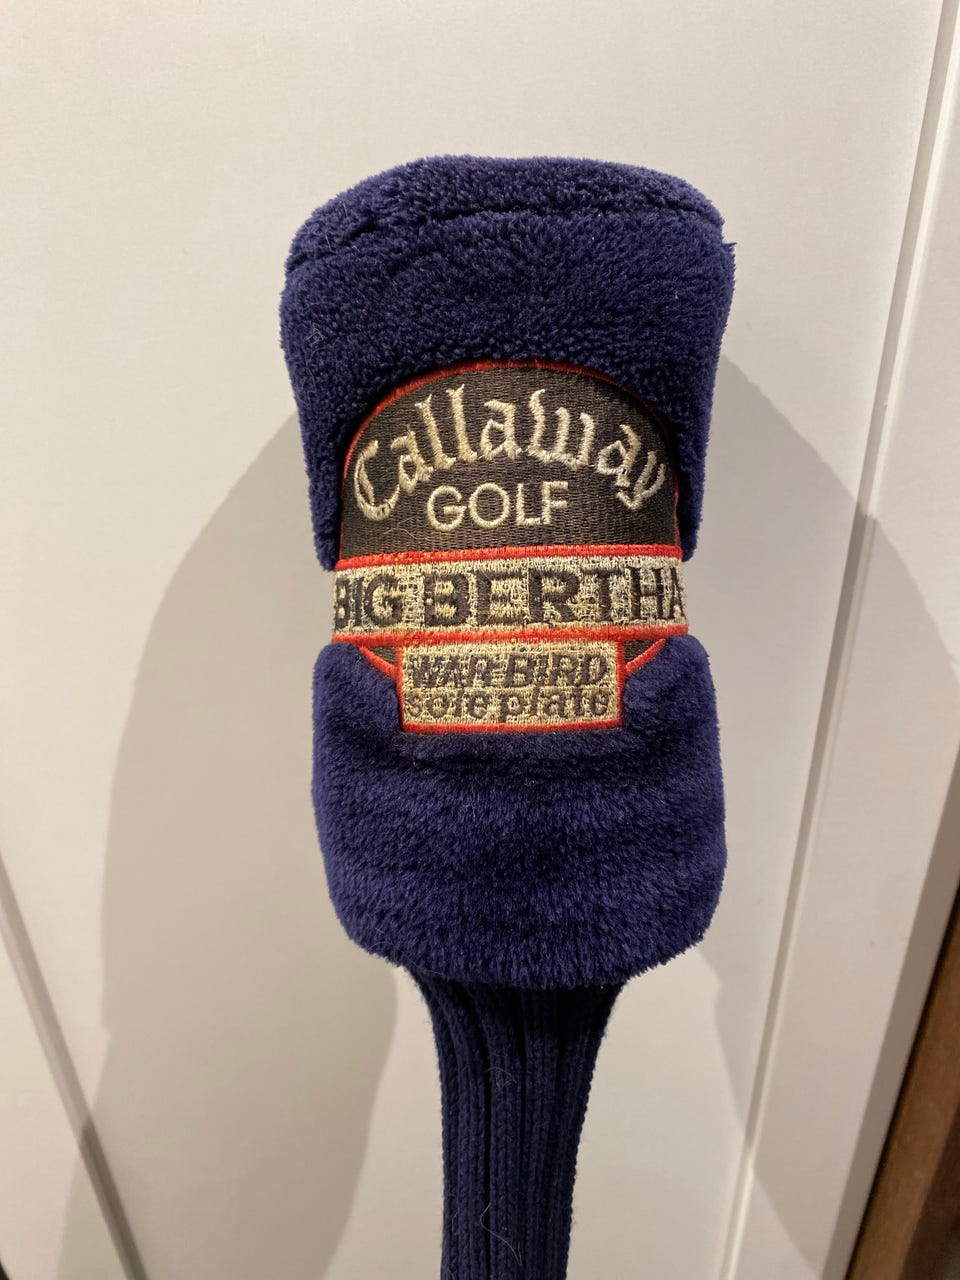 Callaway
GOLF
BIG BERTHA
WAR BIRD
sole plate